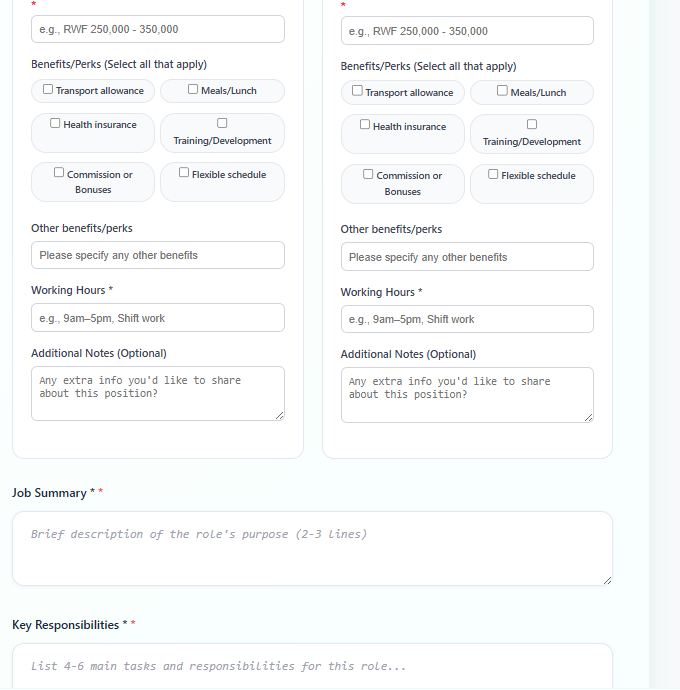 *
e.g., RWF 250,000 - 350,000
Benefits/Perks (Select all that apply)
Transport allowance
Meals/Lunch
Health insurance
Training/Development
Commission or
Bonuses
Flexible schedule
Other benefits/perks
Please specify any other benefits
Working Hours *
e.g., 9am–5pm, Shift work
Additional Notes (Optional)
Any extra info you'd like to share
about this position?
*
e.g., RWF 250,000 - 350,000
Benefits/Perks (Select all that apply)
Transport allowance
Meals/Lunch
Health insurance
Training/Development
Commission or
Bonuses
Flexible schedule
Other benefits/perks
Please specify any other benefits
Working Hours *
e.g., 9am–5pm, Shift work
Additional Notes (Optional)
Any extra info you'd like to share
about this position?
Job Summary * *
Brief description of the role's purpose (2-3 lines)
Key Responsibilities * *
List 4-6 main tasks and responsibilities for this role...